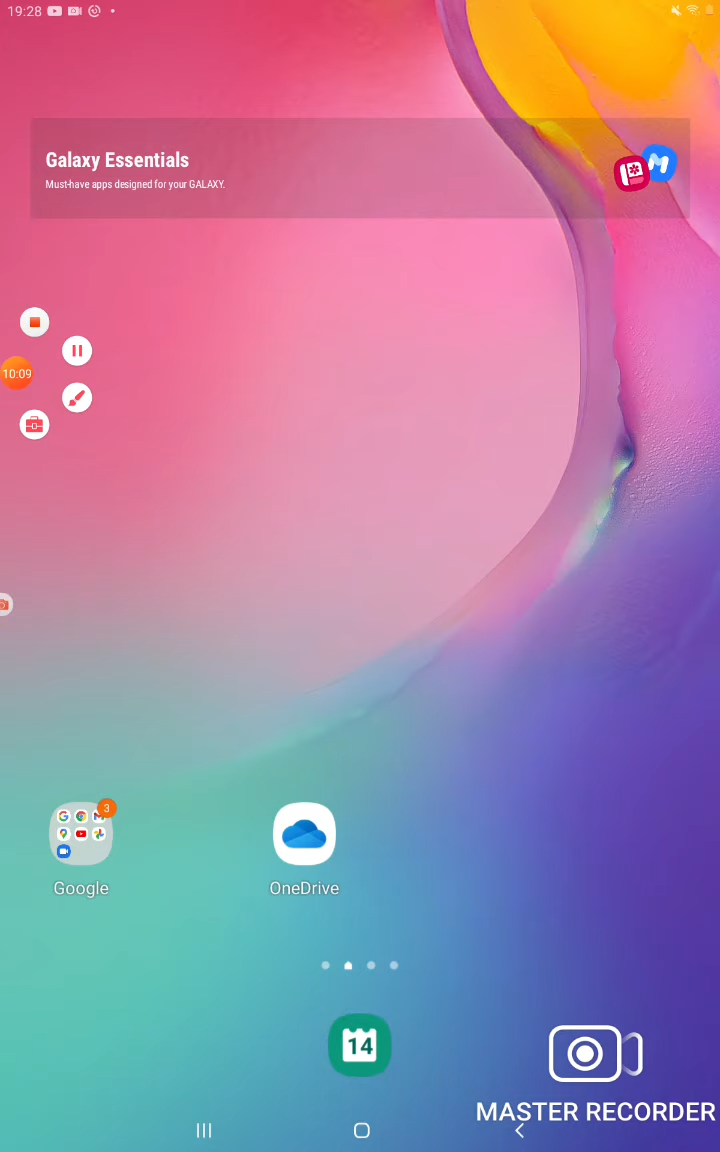 19:28
Galaxy Essentials
Must-have apps designed for your GALAXY.
10:09
3
Google
OneDrive
14
MASTER RECORDER